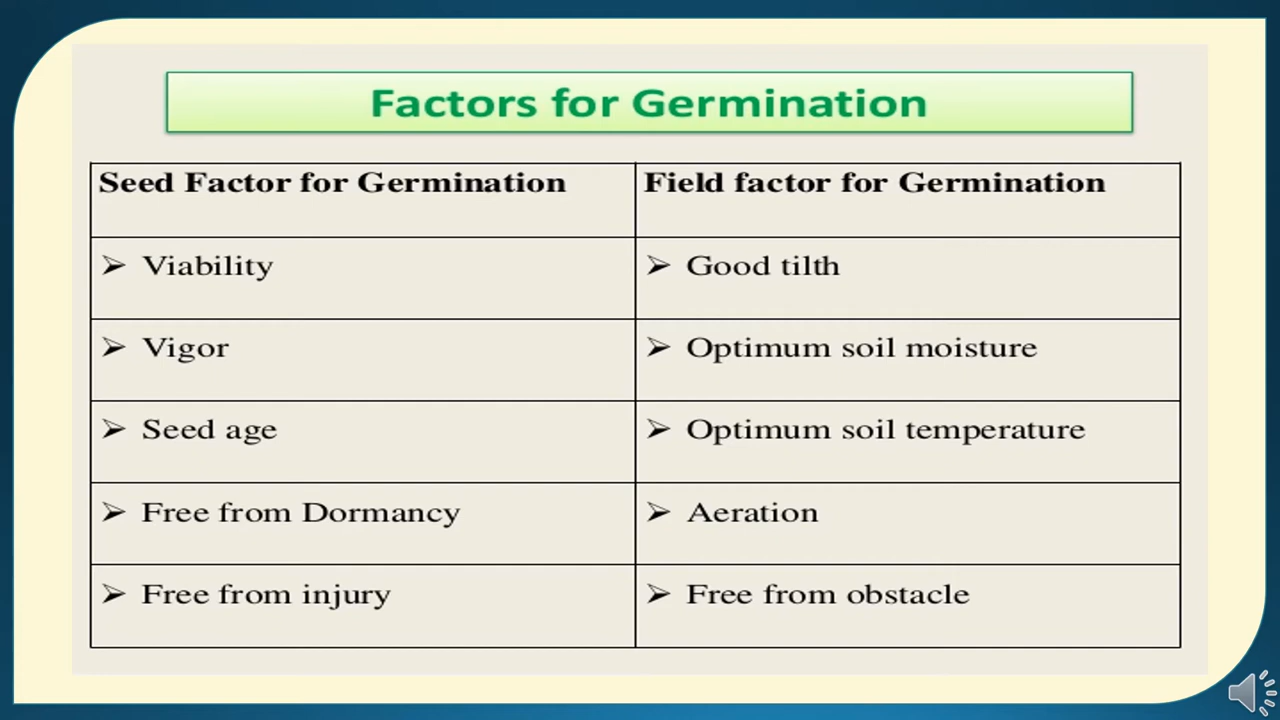 Factors for Germination
Seed Factor for Germination
Field factor for Germination
➢ Viability
➢ Good tilth
➢ Vigor
➢ Optimum soil moisture
➢ Seed age
➢ Optimum soil temperature
➢ Free from Dormancy
➢ Aeration
➢ Free from injury
➢ Free from obstacle